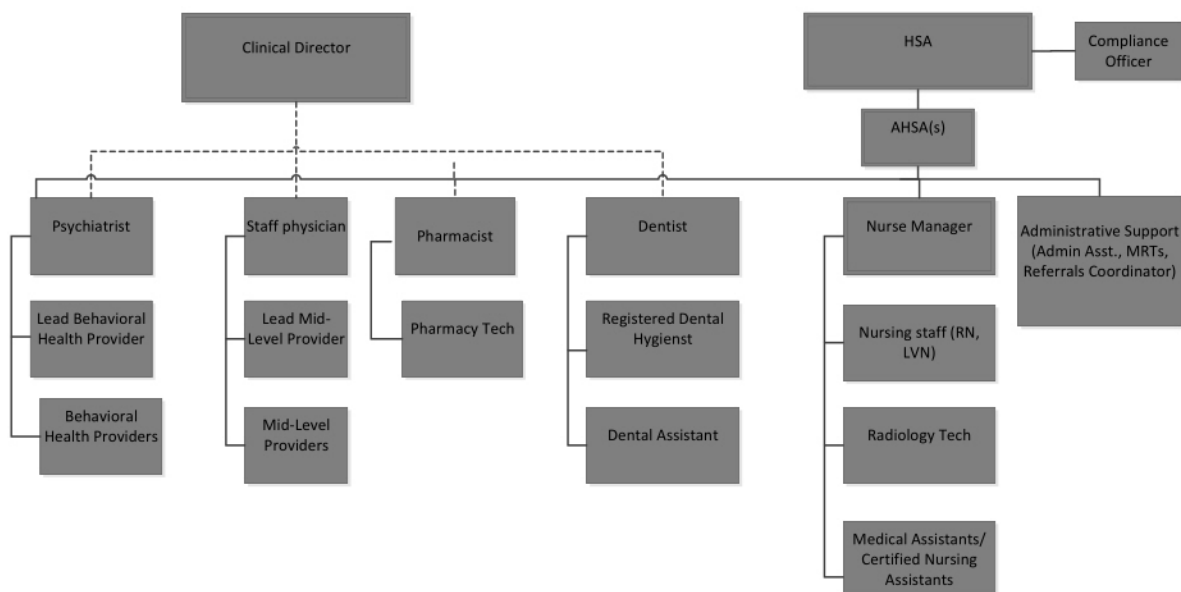 Clinical Director
HSA
Compliance
Officer
AHSA(s)
Psychiatrist
Staff physician
Pharmacist
Dentist
Nurse Manager
Administrative Support
(Admin Asst., MRTs,
Referrals Coordinator)
Lead Behavioral
Health Provider
Lead Mid-
Level Provider
Pharmacy Tech
Registered Dental
Hygienst
Nursing staff (RN,
LVN)
Behavioral
Health Providers
Mid-Level
Providers
Dental Assistant
Radiology Tech
Medical Assistants/
Certified Nursing
Assistants